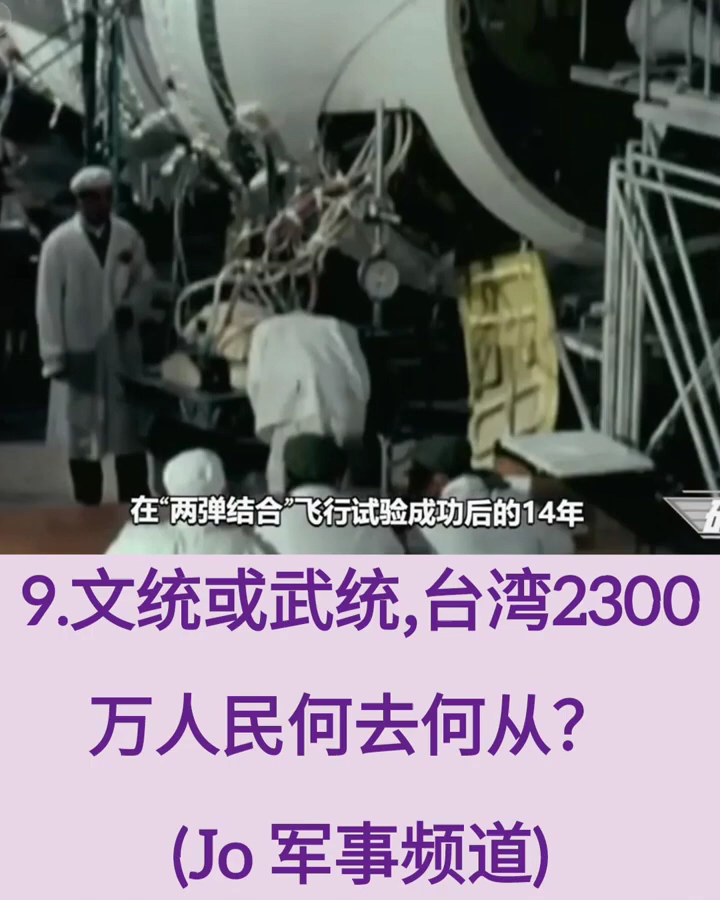 在“两弹结合”飞行试验成功后的14年
9.文统或武统,台湾2300
万人民何去何从？
(Jo 军事频道)